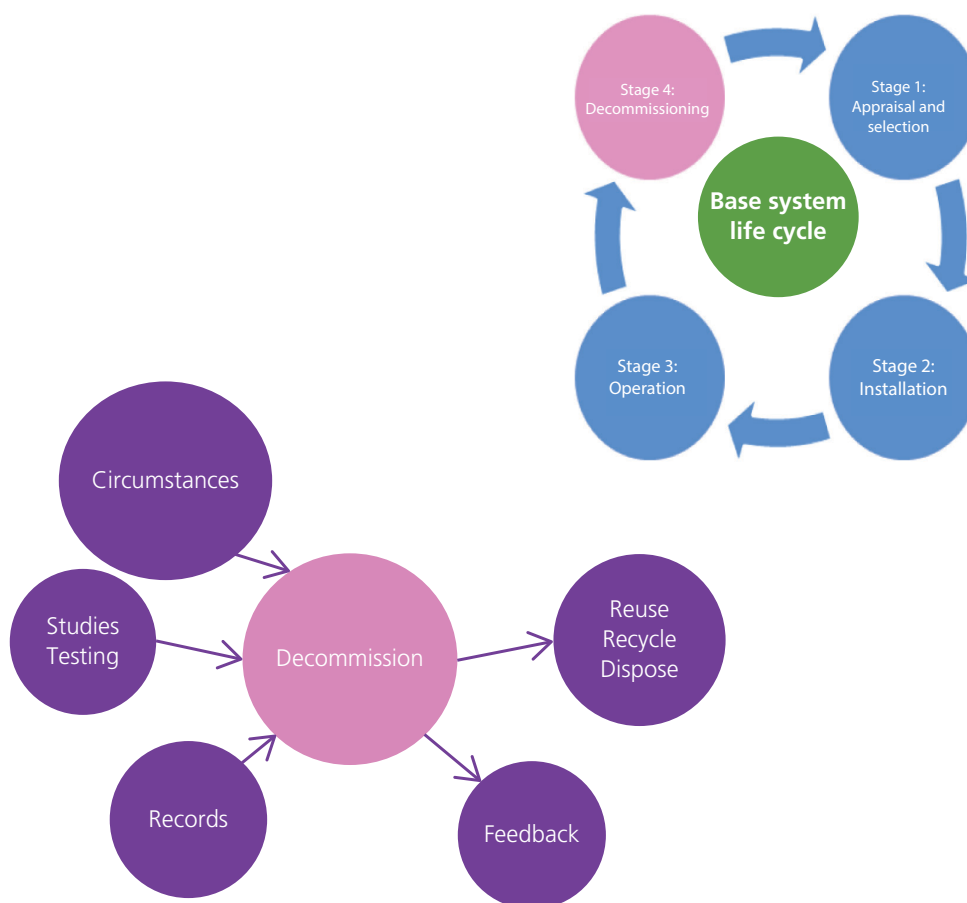 Stage 4:
Decommissioning
Stage 1:
Appraisal and
selection
Base system
life cycle
Stage 3:
Operation
Stage 2:
Installation
Circumstances
Studies
Testing
Decommission
Reuse
Recycle
Dispose
Records
Feedback